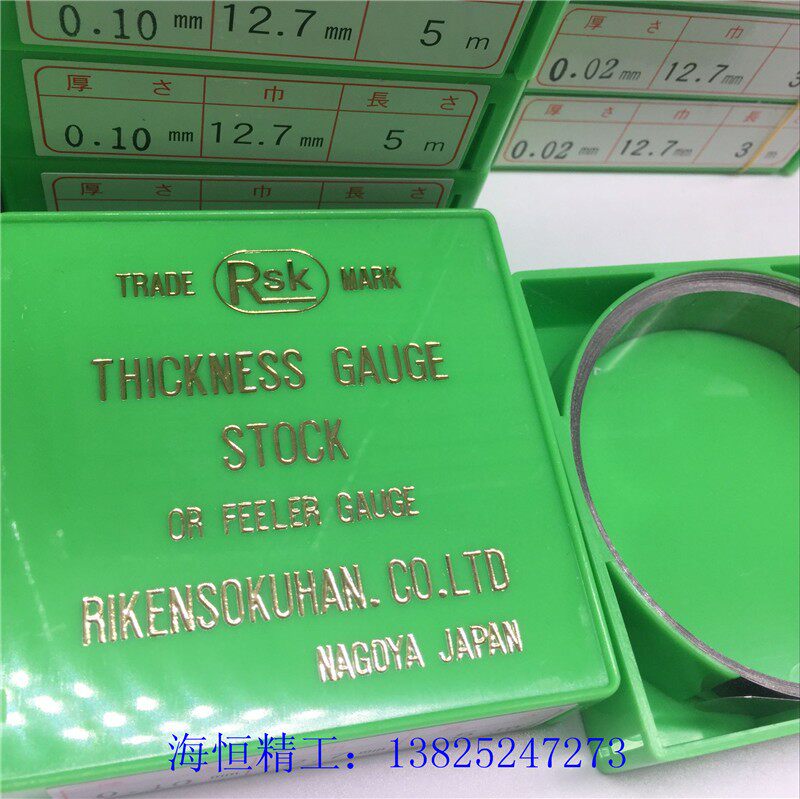 0.10 mm 12.7 mm 5 m
厚さ 巾 長さ
0.10 mm 12.7 mm 5 m
厚さ 巾 長さ
厚さ 巾
0.02 mm 12.7 mm 3
厚さ 巾 長
0.02 mm 12.7 mm 3 m
TRADE Rsk MARK
THICKNESS GAUGE
STOCK
OR FEELER GAUGE
RIKENSOKUHAN. CO. LTD
NAGOYA JAPAN
海恒精工：13825247273